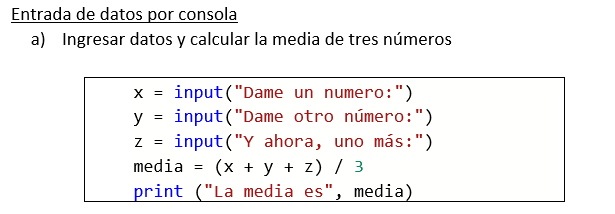 Entrada de datos por consola
a) Ingresar datos y calcular la media de tres números
x = input("Dame un numero:")
y = input("Dame otro número:")
z = input("Y ahora, uno más:")
media = (x + y + z) / 3
print ("La media es", media)